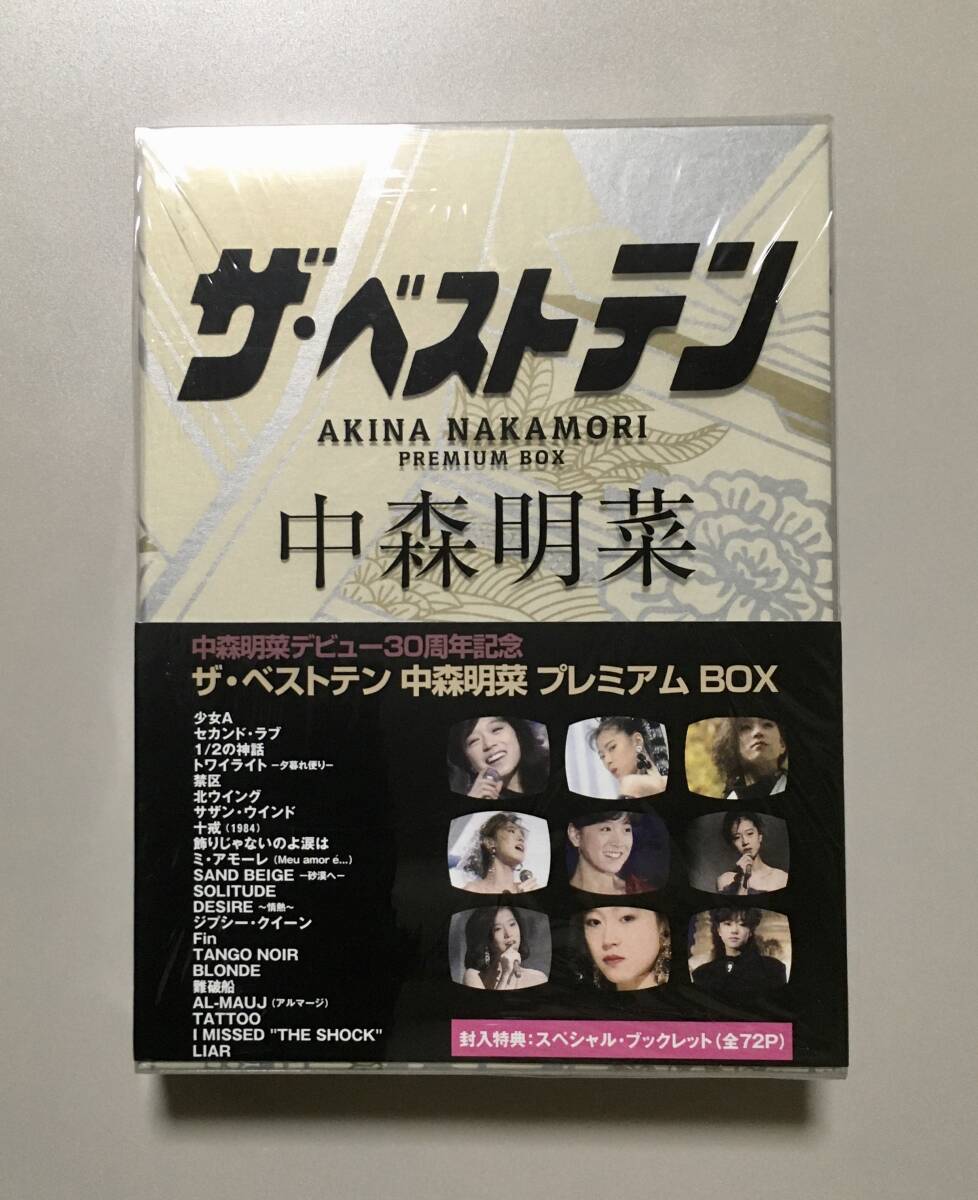 ザ・ベストテン
AKINA NAKAMORI
PREMIUM BOX
中森明菜
中森明菜デビュー30周年記念
ザ・ベストテン 中森明菜 プレミアム BOX
少女A
セカンド・ラブ
1/2の神話
トワイライト －夕暮れ便り－
禁区
北ウイング
サザン・ウインド
十戒 (1984)
飾りじゃないのよ涙は
ミ・アモーレ (Meu amor é...)
SAND BEIGE －砂漠へ－
SOLITUDE
DESIRE ～情熱～
ジプシー・クイーン
Fin
TANGO NOIR
BLONDE
難破船
AL-MAUJ (アルマージ)
TATTOO
I MISSED "THE SHOCK"
LIAR
封入特典：スペシャル・ブックレット(全72P)